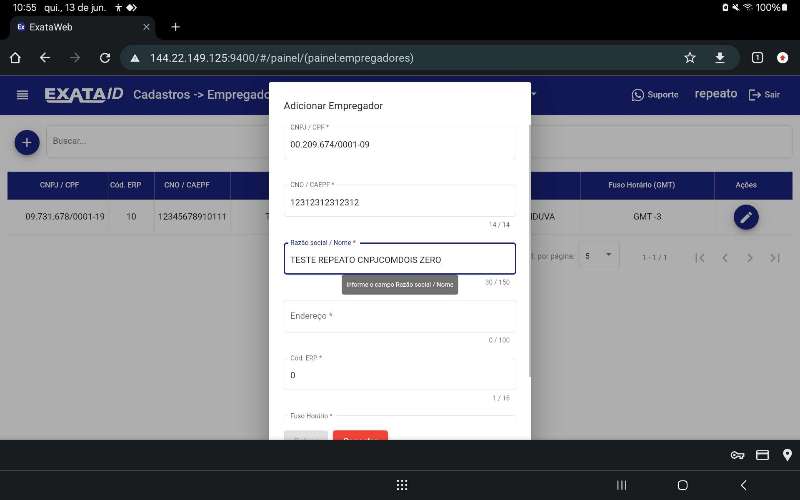 10:55 qui., 13 de jun.
100%
Ex ExataWeb
144.22.149.125:9400/#/painel/(painel:empregadores)
1
EXATAID Cadastros -> Empregado
Suporte repeato Sair
Buscar...
CNPJ / CPF Cód. ERP CNO / CAEPF Fuso Horário (GMT) Ações
09.731.678/0001-19 10 12345678910111 T DUVA GMT -3
por página: 5 1 - 1 / 1
Adicionar Empregador
CNPJ / CPF *
00.209.674/0001-09
CNO / CAEPF *
12312312312312
14 / 14
Razão social / Nome *
TESTE REPEATO CNPJCOMDOIS ZERO
Informe o campo Razão social / Nome
30 / 150
Endereço *
0 / 100
Cód. ERP *
0
1 / 16
Fuso Horário *